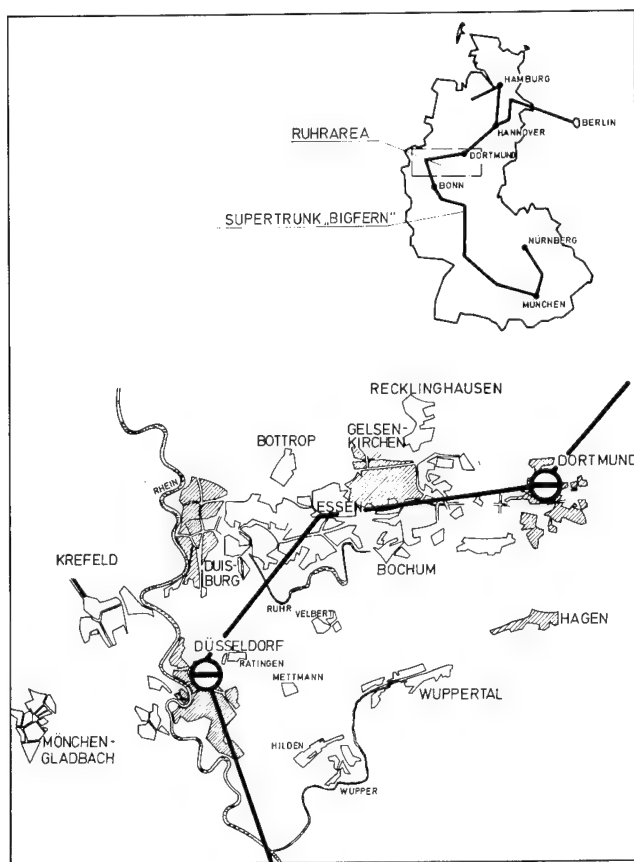 HAMBURG
BERLIN
HANNOVER
RUHRAREA
DORTMUND
BONN
SUPERTRUNK „BIGFERN"
NÜRNBERG
MÜNCHEN
RECKLINGHAUSEN
GELSEN-
KIRCHEN
BOTTROP
DORTMUND
RHEIN
ESSEN
KREFELD
DUIS-
BURG
BOCHUM
RUHR
VELBERT
HAGEN
DÜSSELDORF
RATINGEN
METTMANN
WUPPERTAL
MÖNCHEN-
GLADBACH
HILDEN
WUPPER